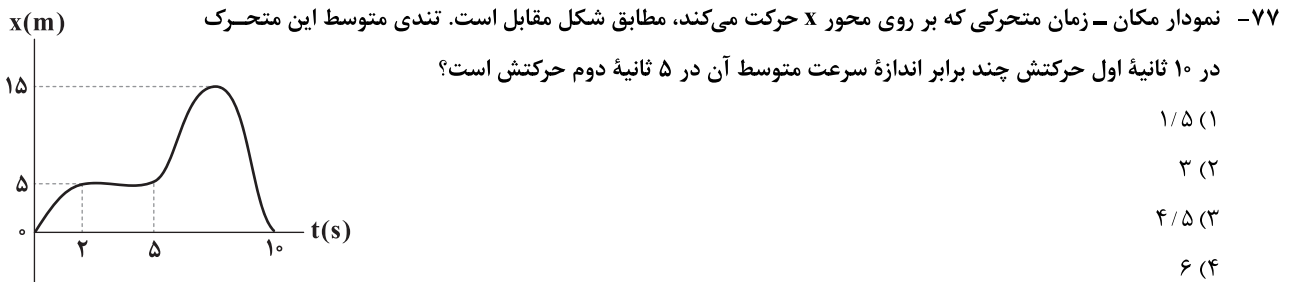 ۷۷- نمودار مکان ــ زمان متحرکی که بر روی محور x حرکت می‌کند، مطابق شکل مقابل است. تندی متوسط این متحــرک
در ۱۰ ثانیهٔ اول حرکتش چند برابر اندازهٔ سرعت متوسط آن در ۵ ثانیهٔ دوم حرکتش است؟
۱) ۱/۵
۲) ۳
۳) ۴/۵
۴) ۶
x(m)
۱۵
۵
۰
۲ ۵ ۱۰ t(s)